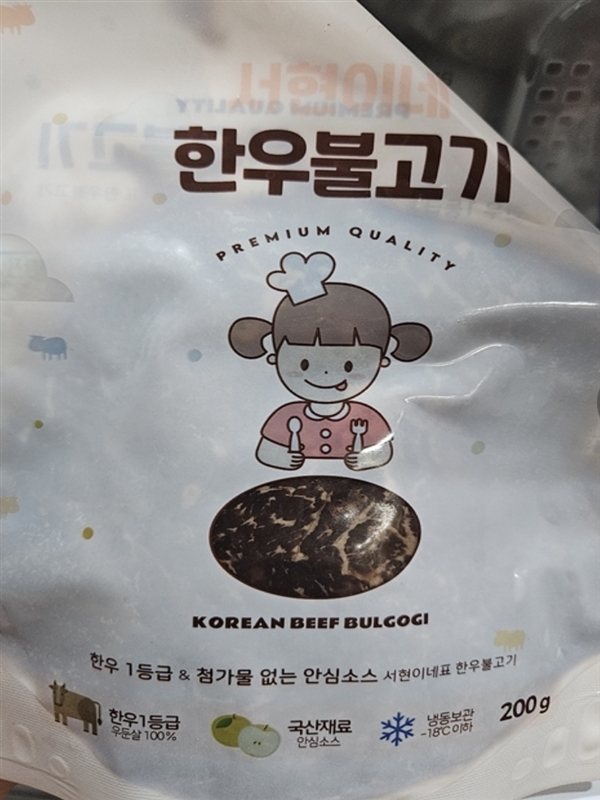 한우불고기
PREMIUM QUALITY
KOREAN BEEF BULGOGI
한우 1등급 & 첨가물 없는 안심소스 서현이네표 한우불고기
한우1등급
우둔살 100%
국산재료
안심소스
냉동보관
-18℃ 이하
200g